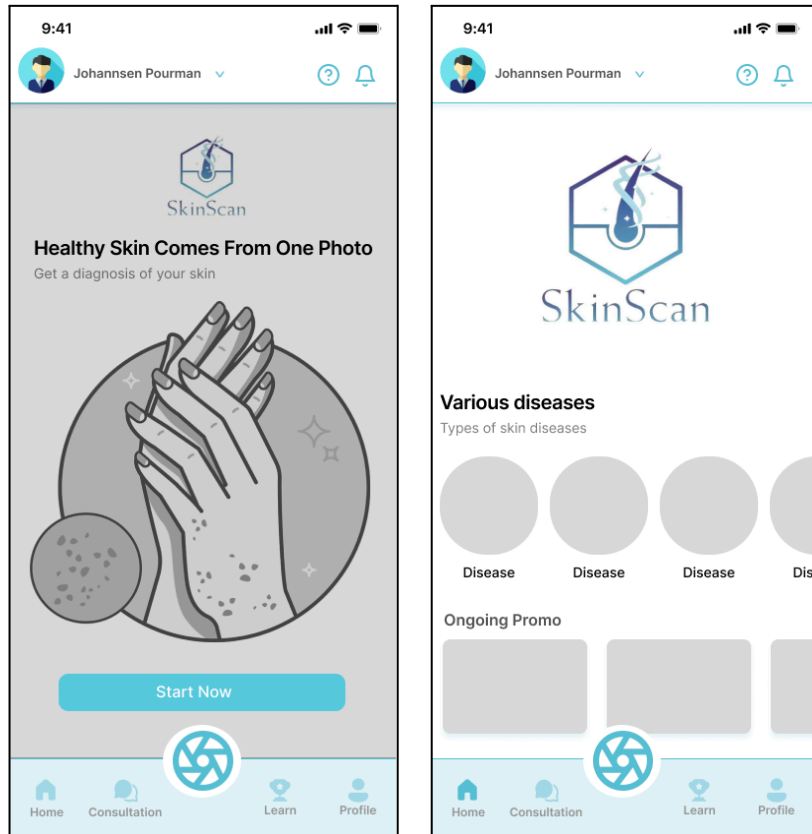 9:41
Johannsen Pourman
SkinScan
Healthy Skin Comes From One Photo
Get a diagnosis of your skin
Start Now
Home
Consultation
Learn
Profile
9:41
Johannsen Pourman
SkinScan
Various diseases
Types of skin diseases
Disease
Disease
Disease
Dis
Ongoing Promo
Home
Consultation
Learn
Profile